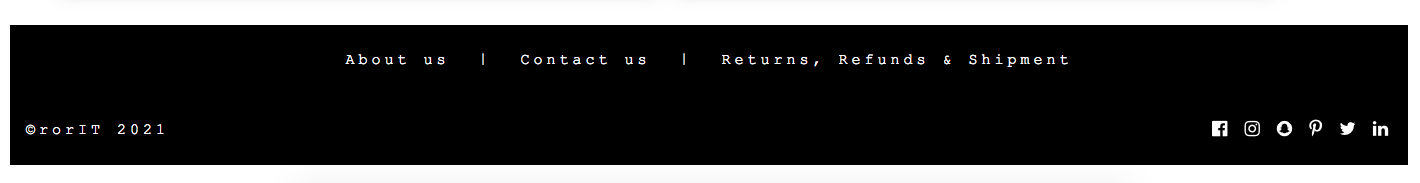 About us | Contact us | Returns, Refunds & Shipment
©rorIT 2021